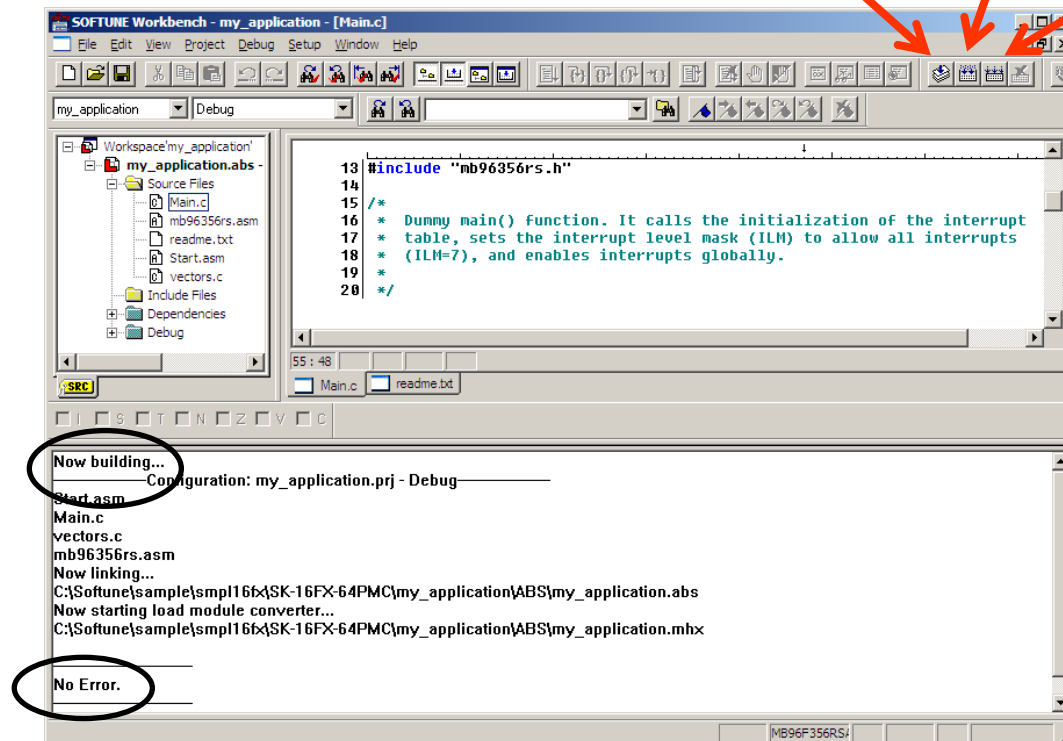 SOFTUNE Workbench - my_application - [Main.c]
File Edit View Project Debug Setup Window Help
my_application Debug
Workspace'my_application'
my_application.abs -
Source Files
Main.c
mb96356rs.asm
readme.txt
Start.asm
vectors.c
Include Files
Dependencies
Debug
SRC
13 #include "mb96356rs.h"
14
15 /*
16 * Dummy main() function. It calls the initialization of the interrupt
17 * table, sets the interrupt level mask (ILM) to allow all interrupts
18 * (ILM=7), and enables interrupts globally.
19 *
20 */
55 : 48
Main.c readme.txt
I S T N Z V C
Now building...
Configuration: my_application.prj - Debug
Start.asm
Main.c
vectors.c
mb96356rs.asm
Now linking...
C:\Softune\sample\smpl16fx\SK-16FX-64PMC\my_application\ABS\my_application.abs
Now starting load module converter...
C:\Softune\sample\smpl16fx\SK-16FX-64PMC\my_application\ABS\my_application.mhx
No Error.
MB96F356RS